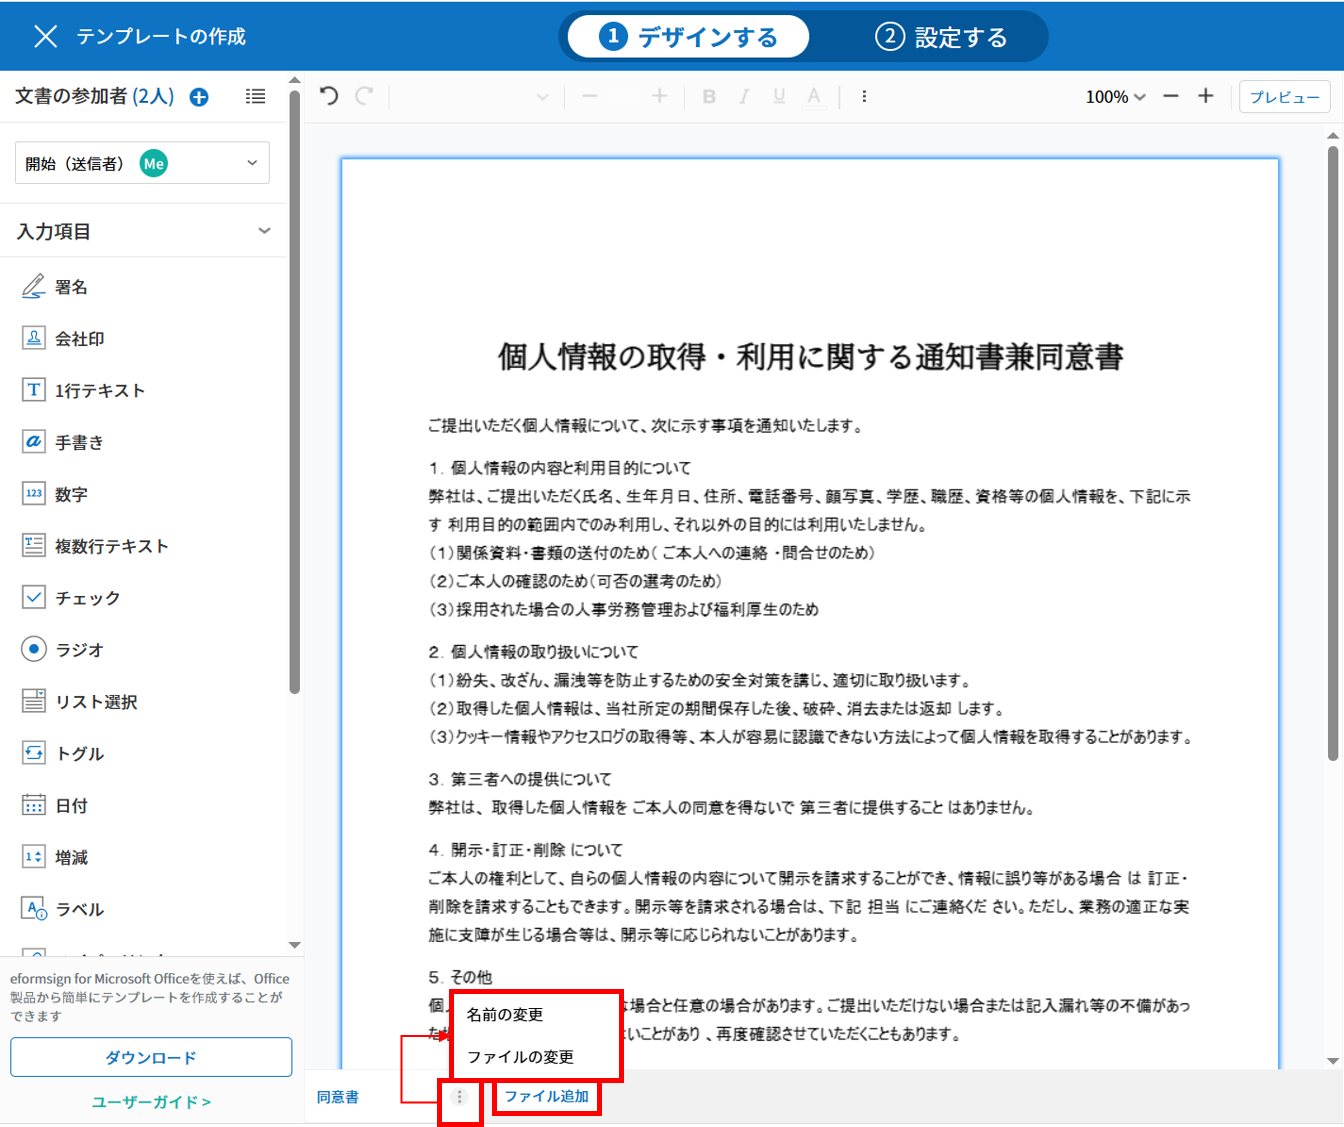 テンプレートの作成
1 デザインする
2 設定する
文書の参加者 (2人)
100%
プレビュー
開始（送信者） Me
入力項目
署名
会社印
1行テキスト
手書き
数字
複数行テキスト
チェック
ラジオ
リスト選択
トグル
日付
増減
ラベル
eformsign for Microsoft Officeを使えば、Office
製品から簡単にテンプレートを作成することが
できます
ダウンロード
ユーザーガイド >
個人情報の取得・利用に関する通知書兼同意書
ご提出いただく個人情報について、次に示す事項を通知いたします。
1．個人情報の内容と利用目的について
弊社は、ご提出いただく氏名、生年月日、住所、電話番号、顔写真、学歴、職歴、資格等の個人情報を、下記に示
す 利用目的の範囲内でのみ利用し、それ以外の目的には利用いたしません。
（1）関係資料・書類の送付のため（ ご本人への連絡 ・問合せのため）
（2）ご本人の確認のため（可否の選考のため）
（3）採用された場合の人事労務管理および福利厚生のため
2．個人情報の取り扱いについて
（1）紛失、改ざん、漏洩等を防止するための安全対策を講じ、適切に取り扱います。
（2）取得した個人情報は、当社所定の期間保存した後、破砕、消去または返却 します。
（3）クッキー情報やアクセスログの取得等、本人が容易に認識できない方法によって個人情報を取得することがあります。
3．第三者への提供について
弊社は、 取得した個人情報を ご本人の同意を得ないで 第三者に提供すること はありません。
4．開示・訂正・削除 について
ご本人の権利として、自らの個人情報の内容について開示を請求することができ、情報に誤り等がある場合 は 訂正・
削除を請求することもできます。開示等を請求される場合は、下記 担当 にご連絡くだ さい。ただし、業務の適正な実
施に支障が生じる場合等は、開示等に応じられないことがあります。
5．その他
個 な場合と任意の場合があります。ご提出いただけない場合または記入漏れ等の不備があっ
た いことがあり 、再度確認させていただくこともあります。
名前の変更
ファイルの変更
同意書
ファイル追加